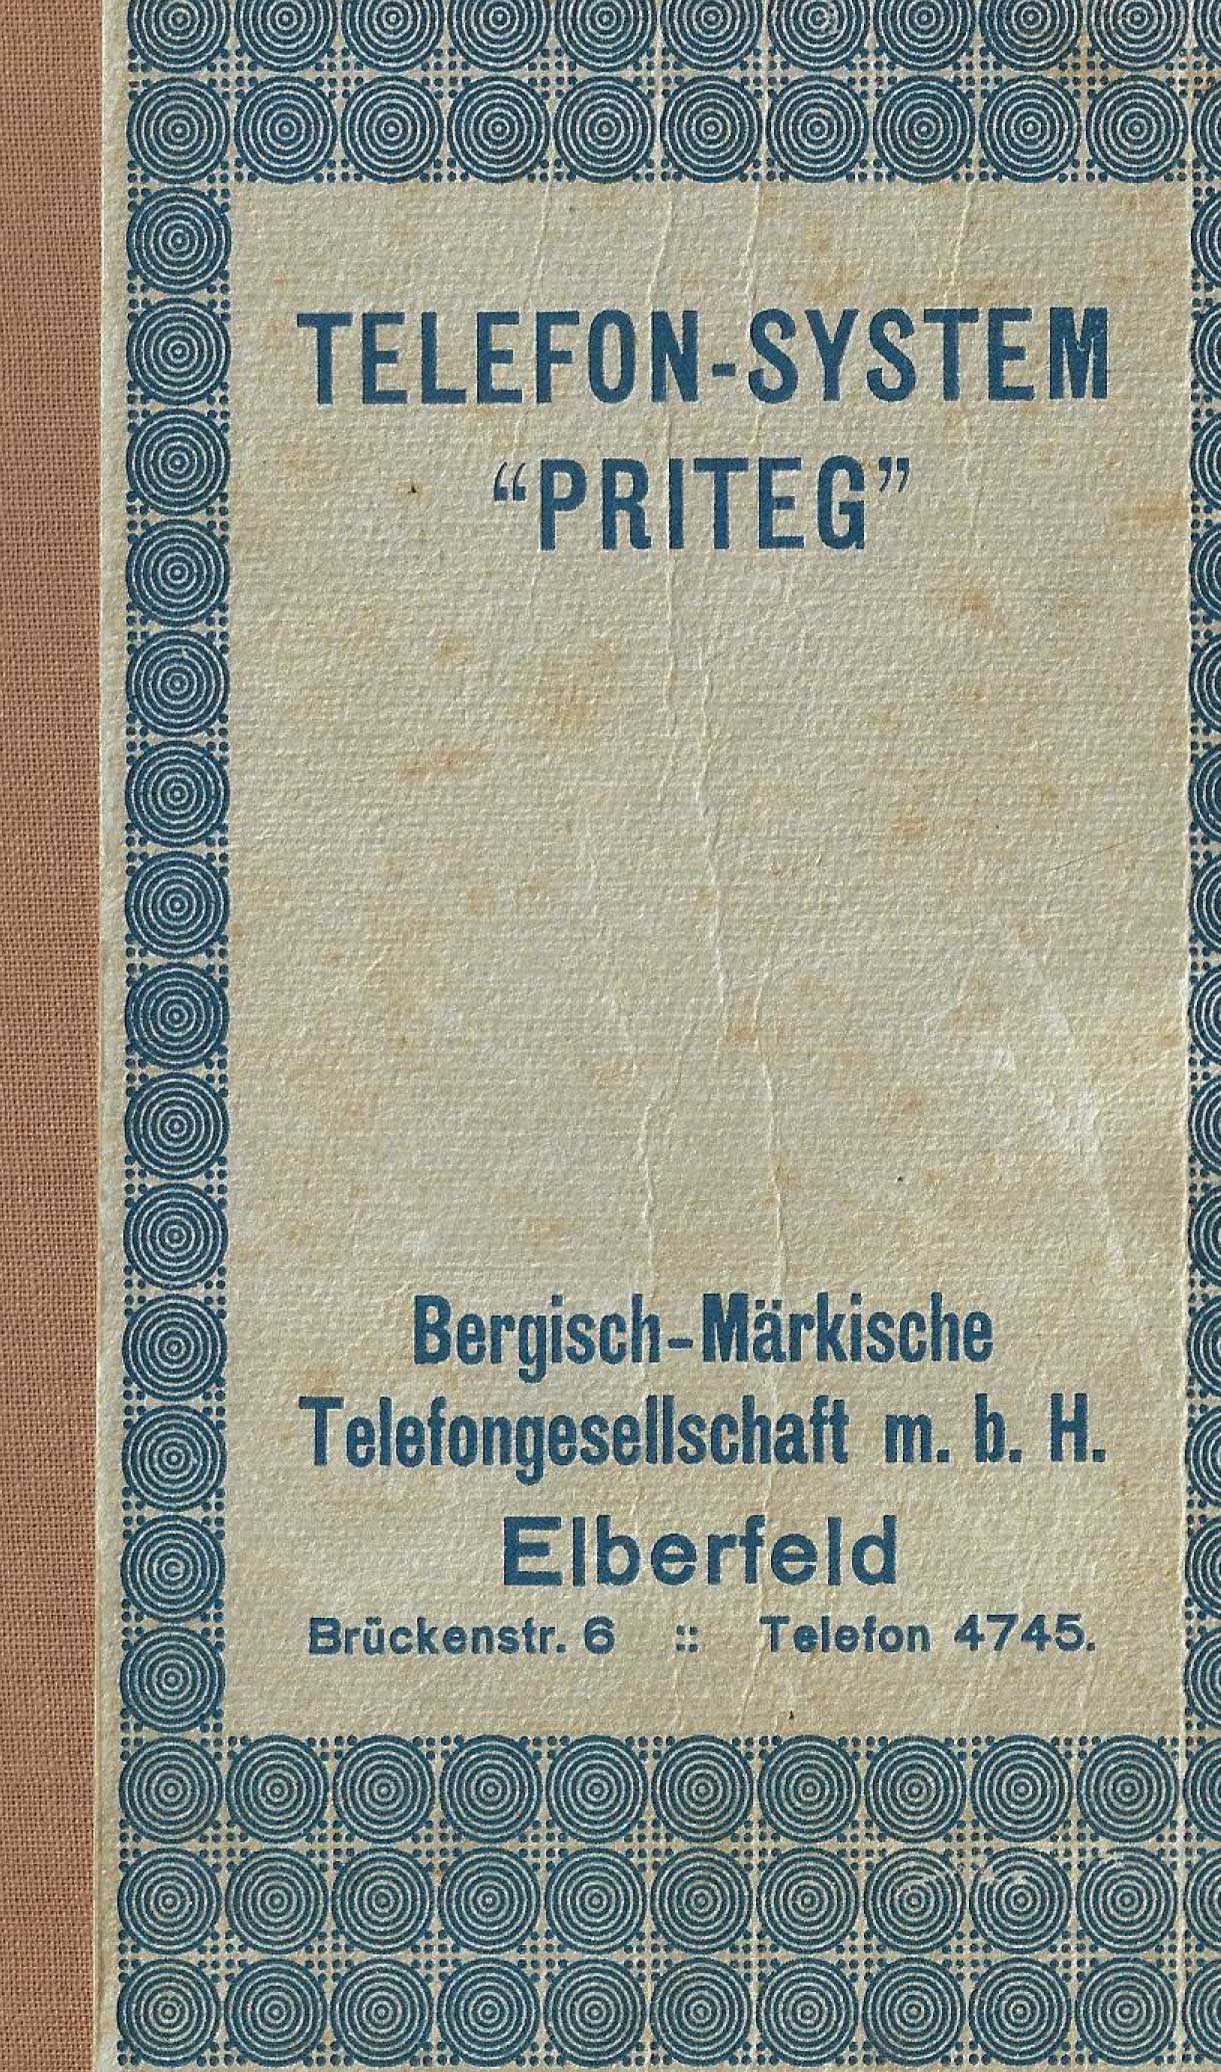 TELEFON-SYSTEM
“PRITEG”
Bergisch-Märkische
Telefongesellschaft m. b. H.
Elberfeld
Brückenstr. 6 :: Telefon 4745.